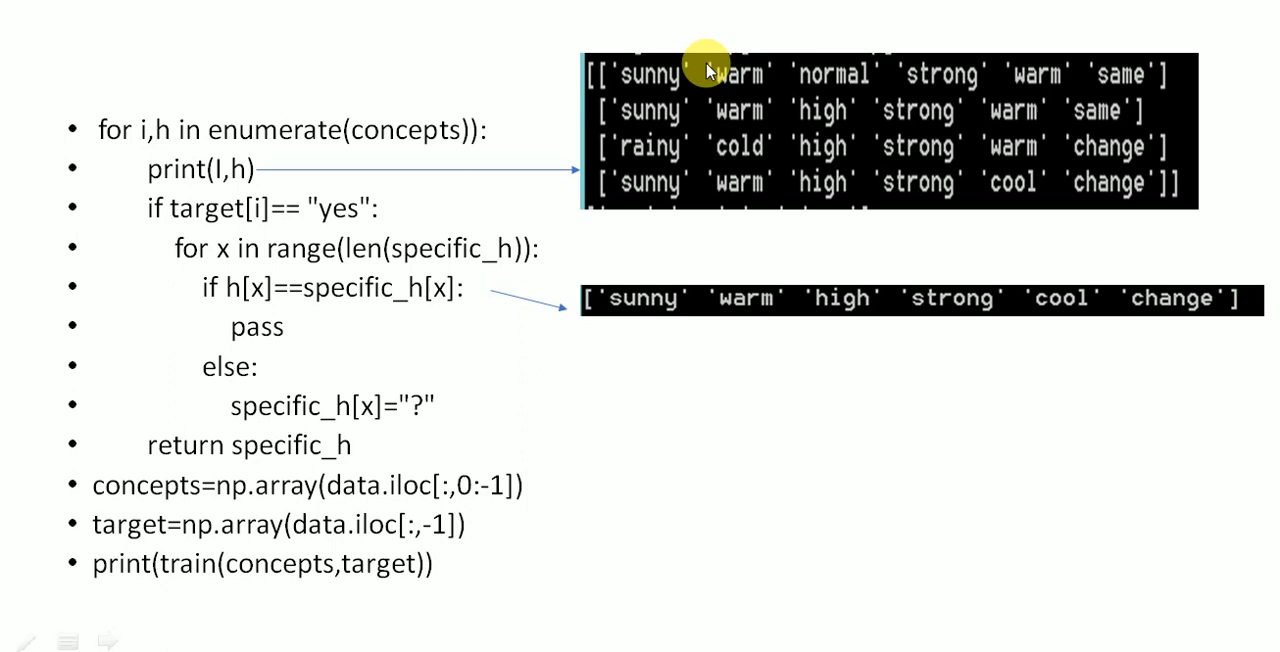 • for i,h in enumerate(concepts)):
• print(I,h)
• if target[i]== "yes":
• for x in range(len(specific_h)):
• if h[x]==specific_h[x]:
• pass
• else:
• specific_h[x]="?"
• return specific_h
• concepts=np.array(data.iloc[:,0:-1])
• target=np.array(data.iloc[:,-1])
• print(train(concepts,target))
[['sunny' 'warm' 'normal' 'strong' 'warm' 'same']
['sunny' 'warm' 'high' 'strong' 'warm' 'same']
['rainy' 'cold' 'high' 'strong' 'warm' 'change']
['sunny' 'warm' 'high' 'strong' 'cool' 'change']]
['sunny' 'warm' 'high' 'strong' 'cool' 'change']